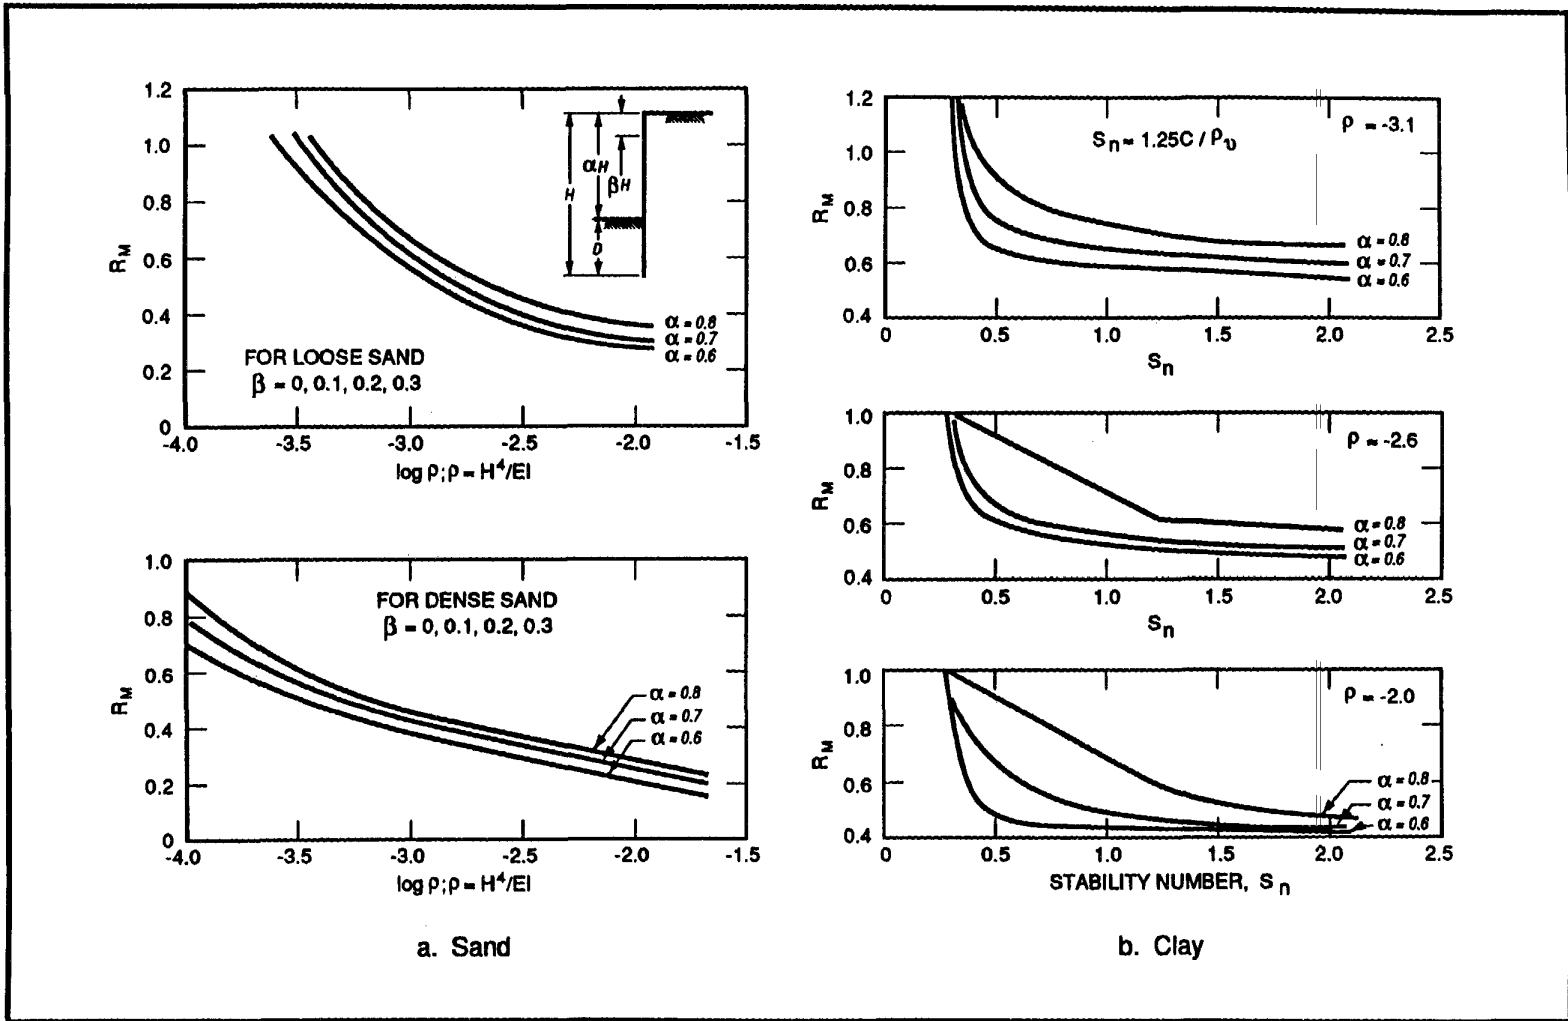 1.2
1.0
0.8
0.6
0.4
0.2
0
R_M
-4.0 -3.5 -3.0 -2.5 -2.0 -1.5
log ρ; ρ = H⁴/EI
FOR LOOSE SAND
β = 0, 0.1, 0.2, 0.3
H
αH
βH
D
α = 0.8
α = 0.7
α = 0.6
1.0
0.8
0.6
0.4
0.2
0
R_M
-4.0 -3.5 -3.0 -2.5 -2.0 -1.5
log ρ; ρ = H⁴/EI
FOR DENSE SAND
β = 0, 0.1, 0.2, 0.3
α = 0.8
α = 0.7
α = 0.6
a. Sand
1.2
1.0
0.8
0.6
0.4
R_M
S_n = 1.25C / ρ_υ
ρ = -3.1
α = 0.8
α = 0.7
α = 0.6
0 0.5 1.0 1.5 2.0 2.5
S_n
1.0
0.8
0.6
0.4
R_M
ρ = -2.6
α = 0.8
α = 0.7
α = 0.6
0 0.5 1.0 1.5 2.0 2.5
S_n
1.0
0.8
0.6
0.4
R_M
ρ = -2.0
α = 0.8
α = 0.7
α = 0.6
0 0.5 1.0 1.5 2.0 2.5
STABILITY NUMBER, S_n
b. Clay